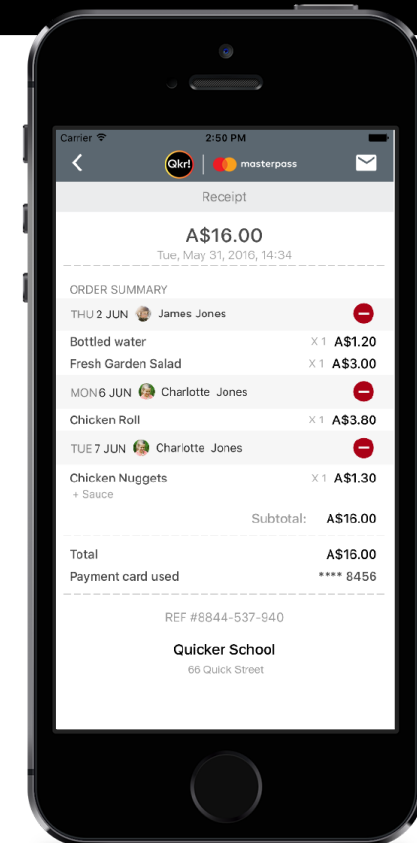 Carrier 2:50 PM
Qkr! masterpass
Receipt
A$16.00
Tue, May 31, 2016, 14:34
ORDER SUMMARY
THU 2 JUN James Jones
Bottled water X 1 A$1.20
Fresh Garden Salad X 1 A$3.00
MON 6 JUN Charlotte Jones
Chicken Roll X 1 A$3.80
TUE 7 JUN Charlotte Jones
Chicken Nuggets X 1 A$1.30
+ Sauce
Subtotal: A$16.00
Total A$16.00
Payment card used **** 8456
REF #8844-537-940
Quicker School
66 Quick Street